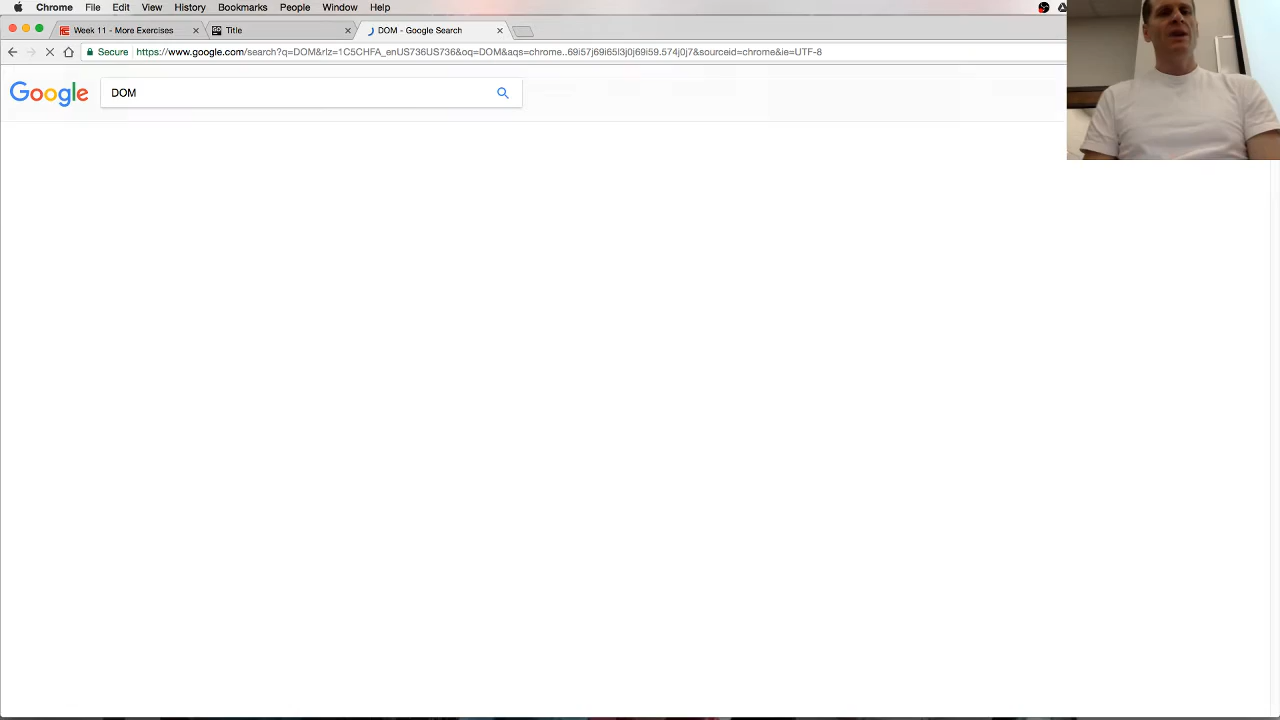 Chrome File Edit View History Bookmarks People Window Help
Week 11 - More Exercises Title DOM - Google Search
Secure https://www.google.com/search?q=DOM&rlz=1C5CHFA_enUS736US736&oq=DOM&aqs=chrome..69i57j69i65l3j0j69i59.574j0j7&sourceid=chrome&ie=UTF-8
Google DOM